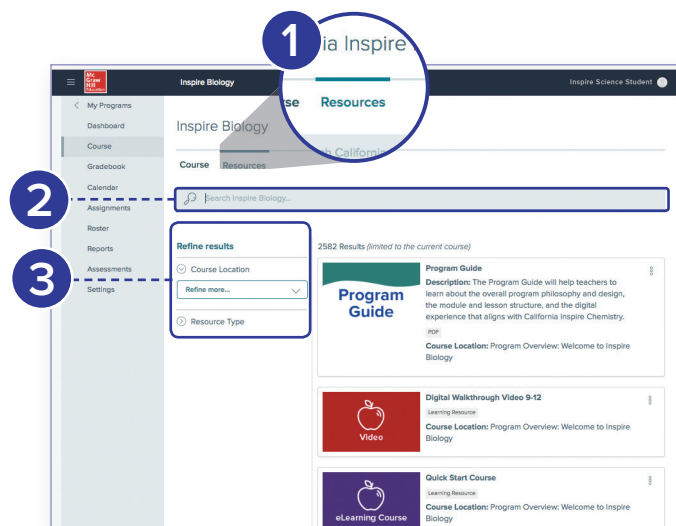 1
ia Inspire
se Resources
h California
Mc Graw Hill Education
Inspire Biology
Inspire Science Student
My Programs
Dashboard
Course
Gradebook
Calendar
Assignments
Roster
Reports
Assessments
Settings
Inspire Biology
Course Resources
2
Search Inspire Biology...
3
Refine results
Course Location
Refine more...
Resource Type
2582 Results (limited to the current course)
Program
Guide
Program Guide
Description: The Program Guide will help teachers to
learn about the overall program philosophy and design,
the module and lesson structure, and the digital
experience that aligns with California Inspire Chemistry.
PDF
Course Location: Program Overview: Welcome to Inspire
Biology
Video
Digital Walkthrough Video 9-12
Learning Resource
Course Location: Program Overview: Welcome to Inspire
Biology
eLearning Course
Quick Start Course
Learning Resource
Course Location: Program Overview: Welcome to Inspire
Biology